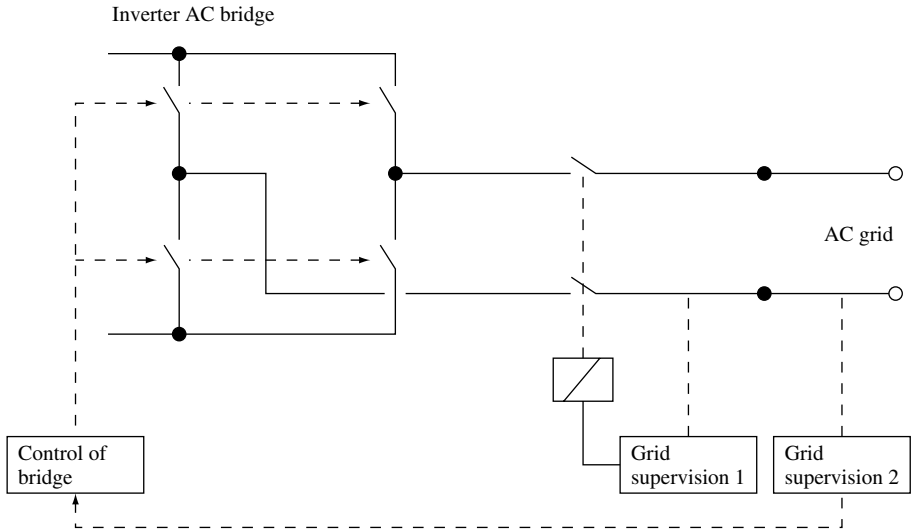 Inverter AC bridge
AC grid
Control of
bridge
Grid
supervision 1
Grid
supervision 2